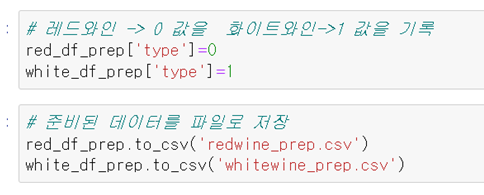 # 레드와인 -> 0 값을  화이트와인->1 값을 기록
red_df_prep['type']=0
white_df_prep['type']=1
# 준비된 데이터를 파일로 저장
red_df_prep.to_csv('redwine_prep.csv')
white_df_prep.to_csv('whitewine_prep.csv')